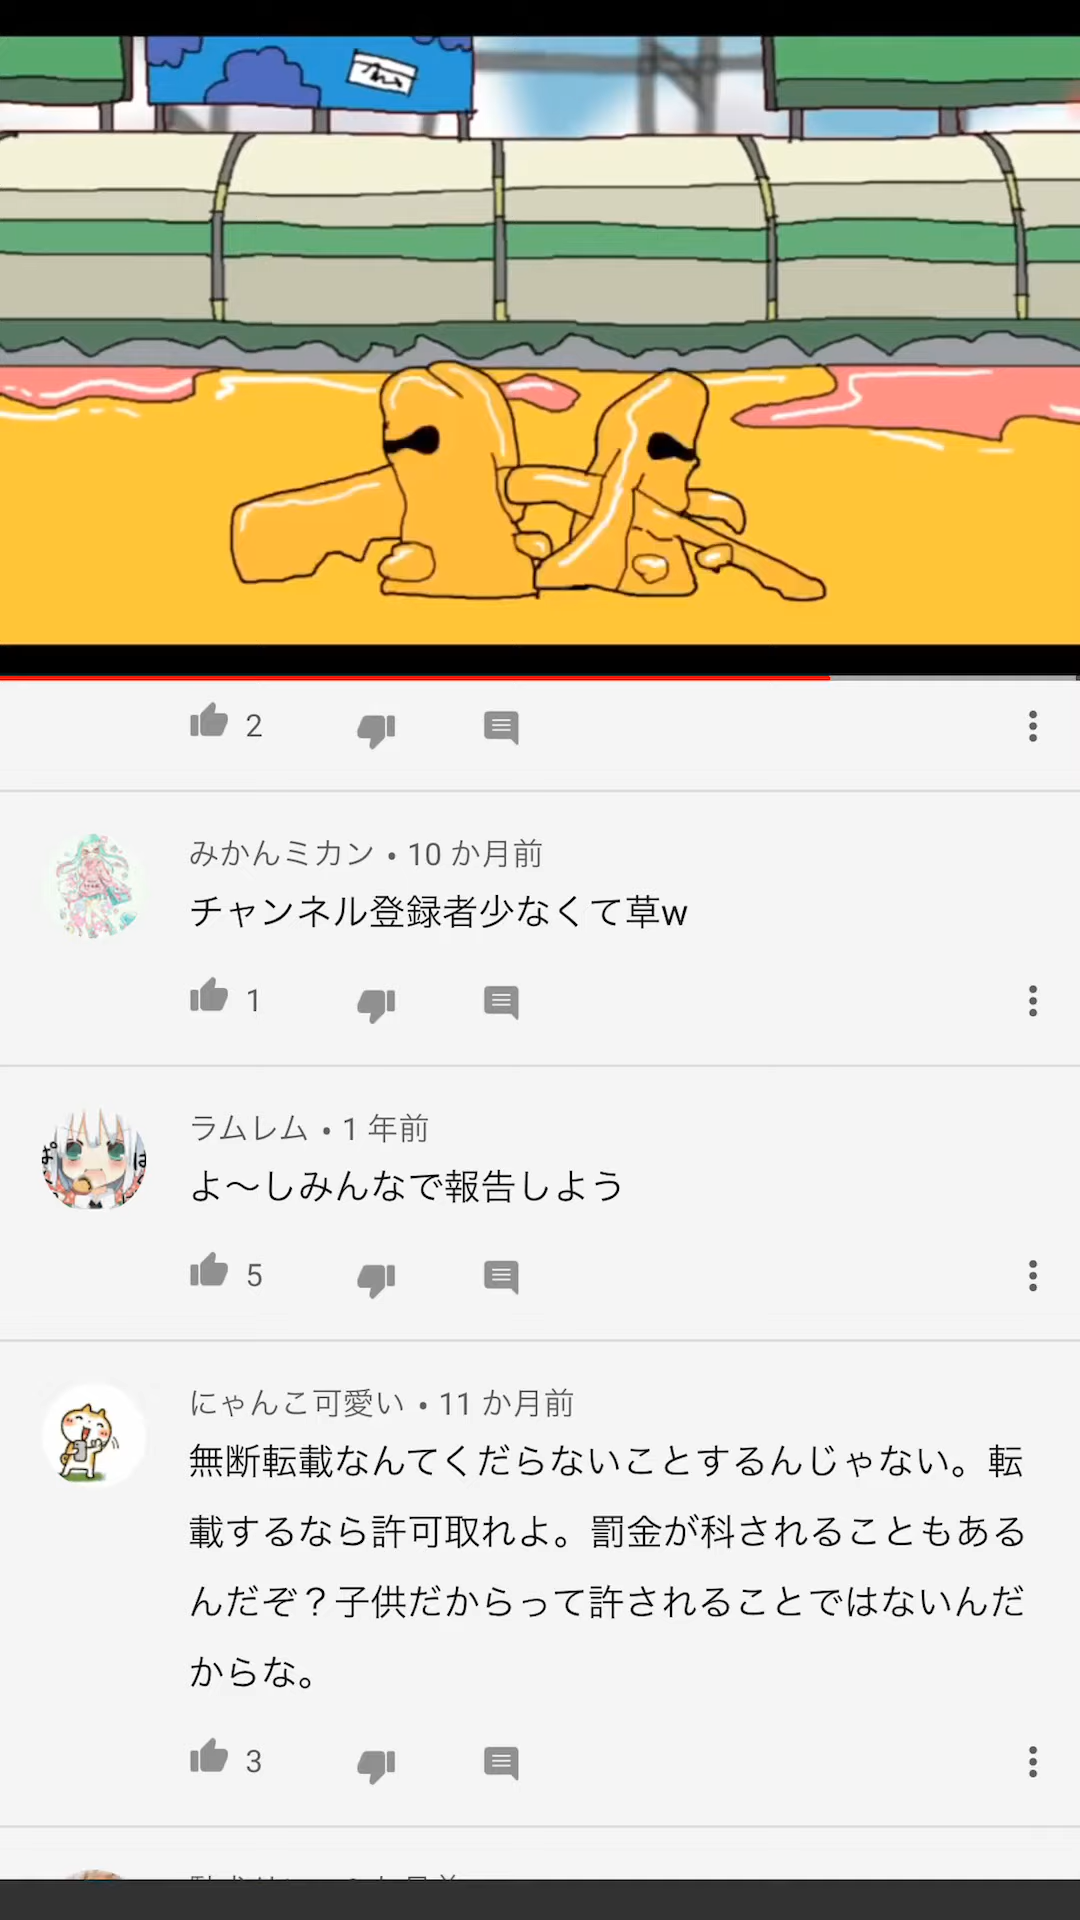 2
みかんミカン • 10 か月前
チャンネル登録者少なくて草w
1
ラムレム • 1 年前
よ〜しみんなで報告しよう
5
にゃんこ可愛い • 11 か月前
無断転載なんてくだらないことするんじゃない。転
載するなら許可取れよ。罰金が科されることもある
んだぞ？子供だからって許されることではないんだ
からな。
3